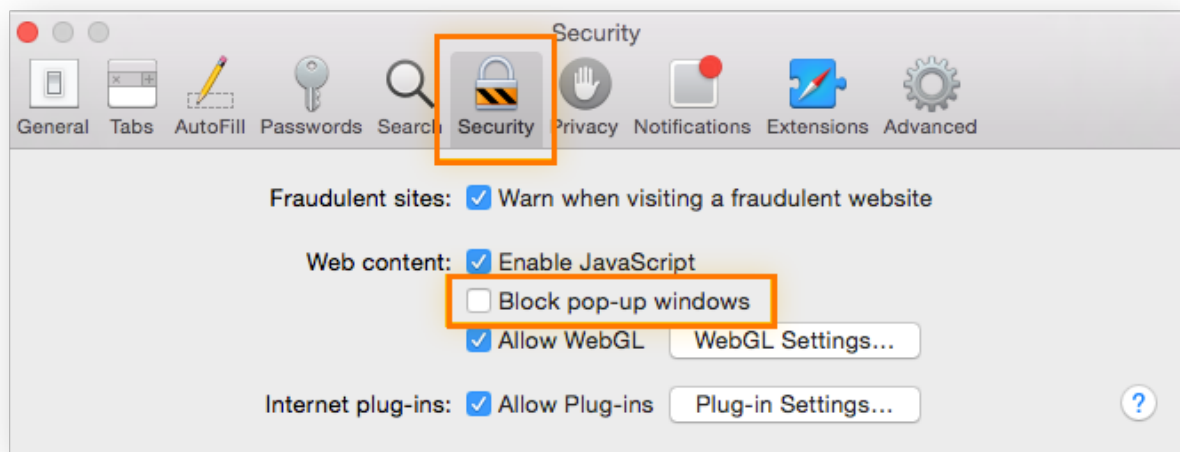 Security
General Tabs AutoFill Passwords Search Security Privacy Notifications Extensions Advanced
Fraudulent sites: Warn when visiting a fraudulent website
Web content: Enable JavaScript
Block pop-up windows
Allow WebGL WebGL Settings...
Internet plug-ins: Allow Plug-ins Plug-in Settings... ?